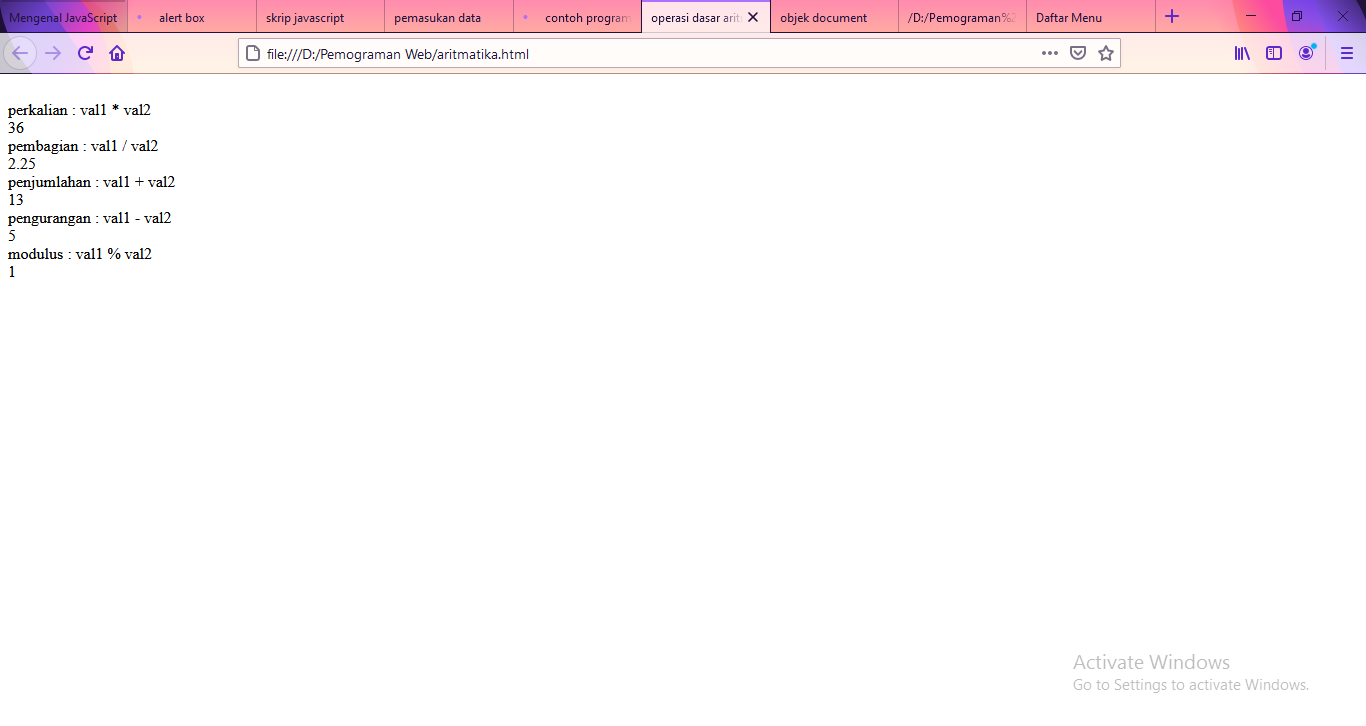 Mengenal JavaScript
alert box
skrip javascript
pemasukan data
contoh program
operasi dasar arit
objek document
/D:/Pemograman%2
Daftar Menu
file:///D:/Pemograman Web/aritmatika.html
perkalian : val1 * val2
36
pembagian : val1 / val2
2.25
penjumlahan : val1 + val2
13
pengurangan : val1 - val2
5
modulus : val1 % val2
1
Activate Windows
Go to Settings to activate Windows.